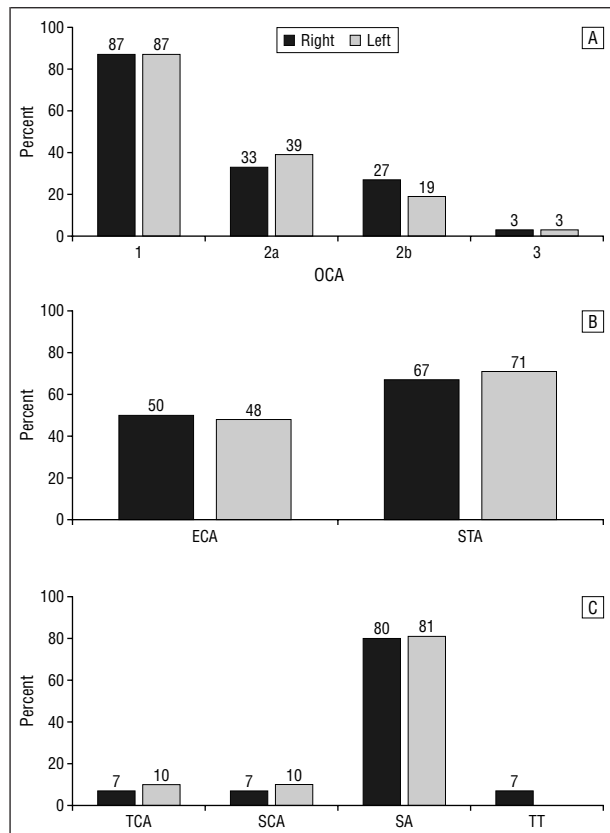 100
Right Left
A
87 87
80
60
Percent
40
33 39
27 19
20
3 3
0
1 2a 2b 3
OCA
100
B
80
67 71
60
Percent
50 48
40
20
0
ECA STA
100
C
80 81
80
60
Percent
40
20
7 10 7 10 7
0
TCA SCA SA TT